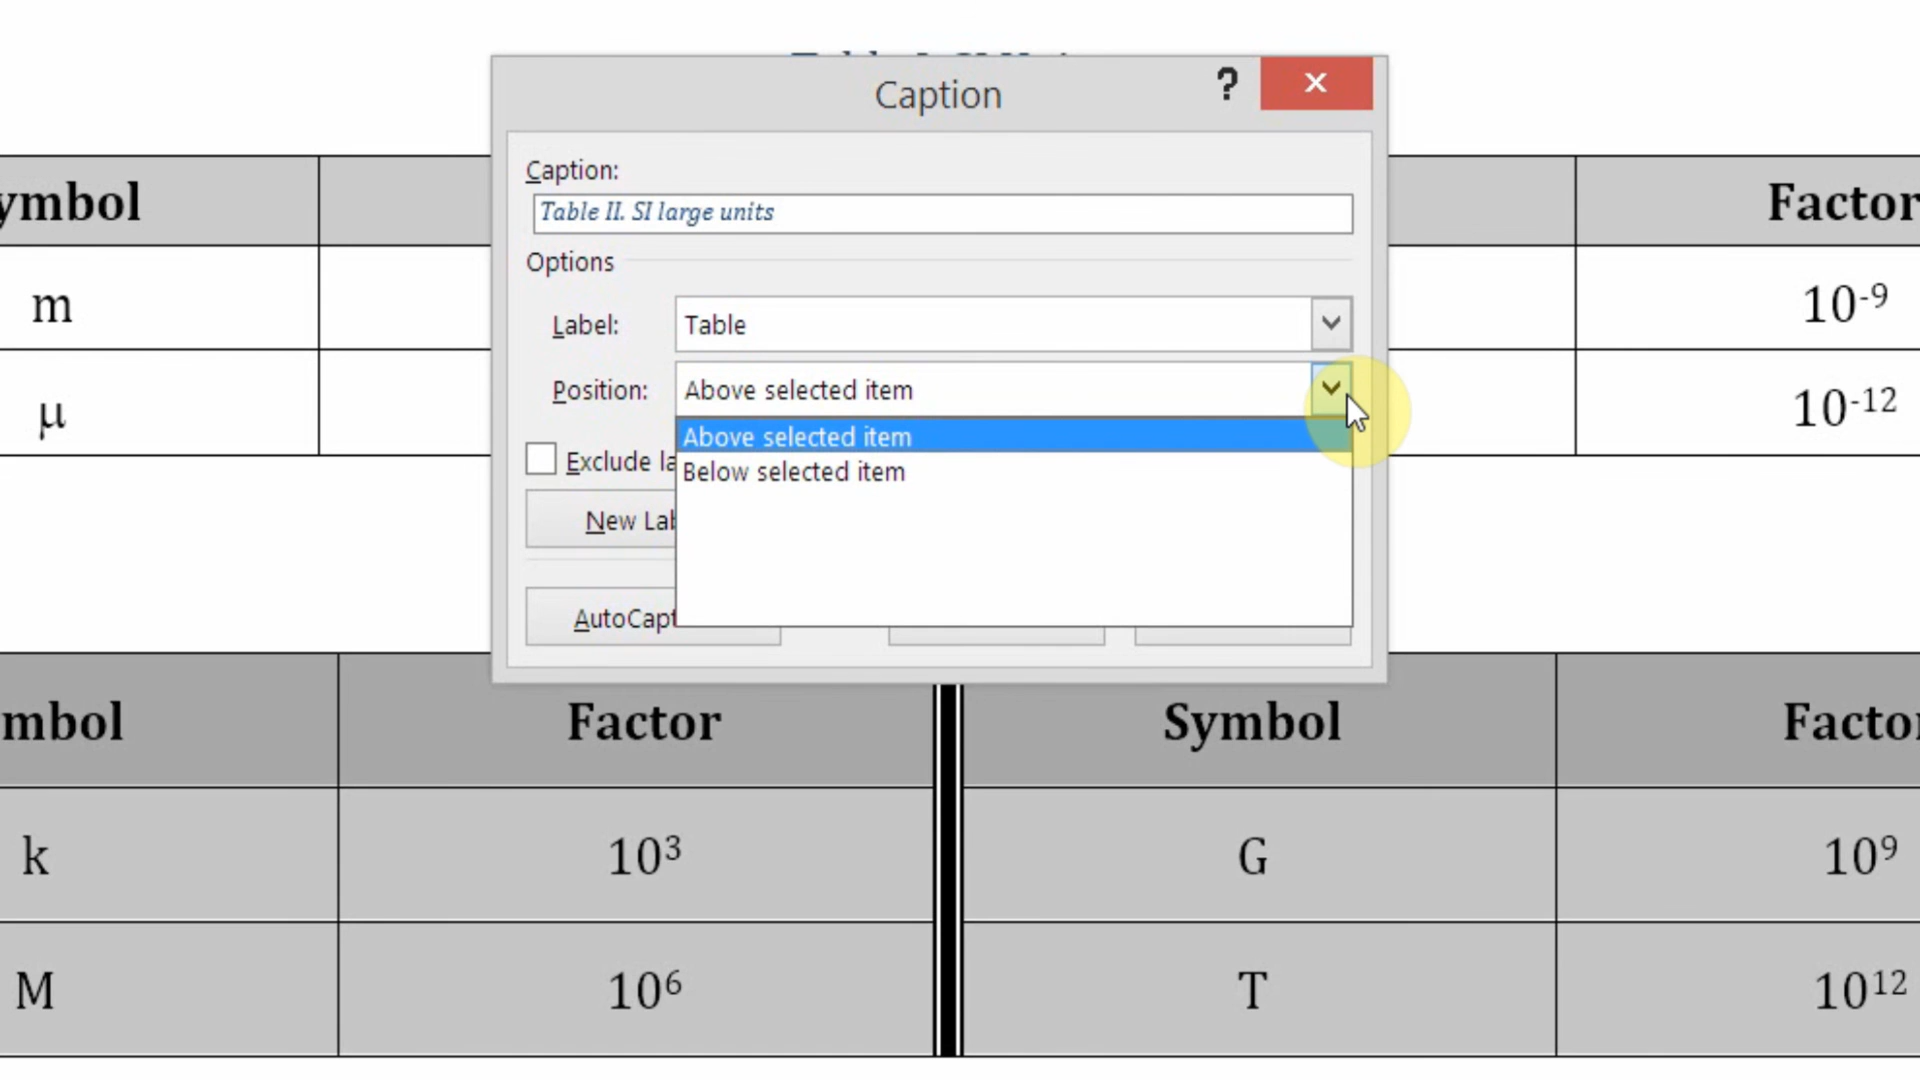 Caption
?
Caption:
Table II. SI large units
Options
Label: Table
Position: Above selected item
Above selected item
Below selected item
Exclude la
New Lab
AutoCapt
ymbol Factor
m 10⁻⁹
μ 10⁻¹²
mbol Factor Symbol Factor
k 10³ G 10⁹
M 10⁶ T 10¹²